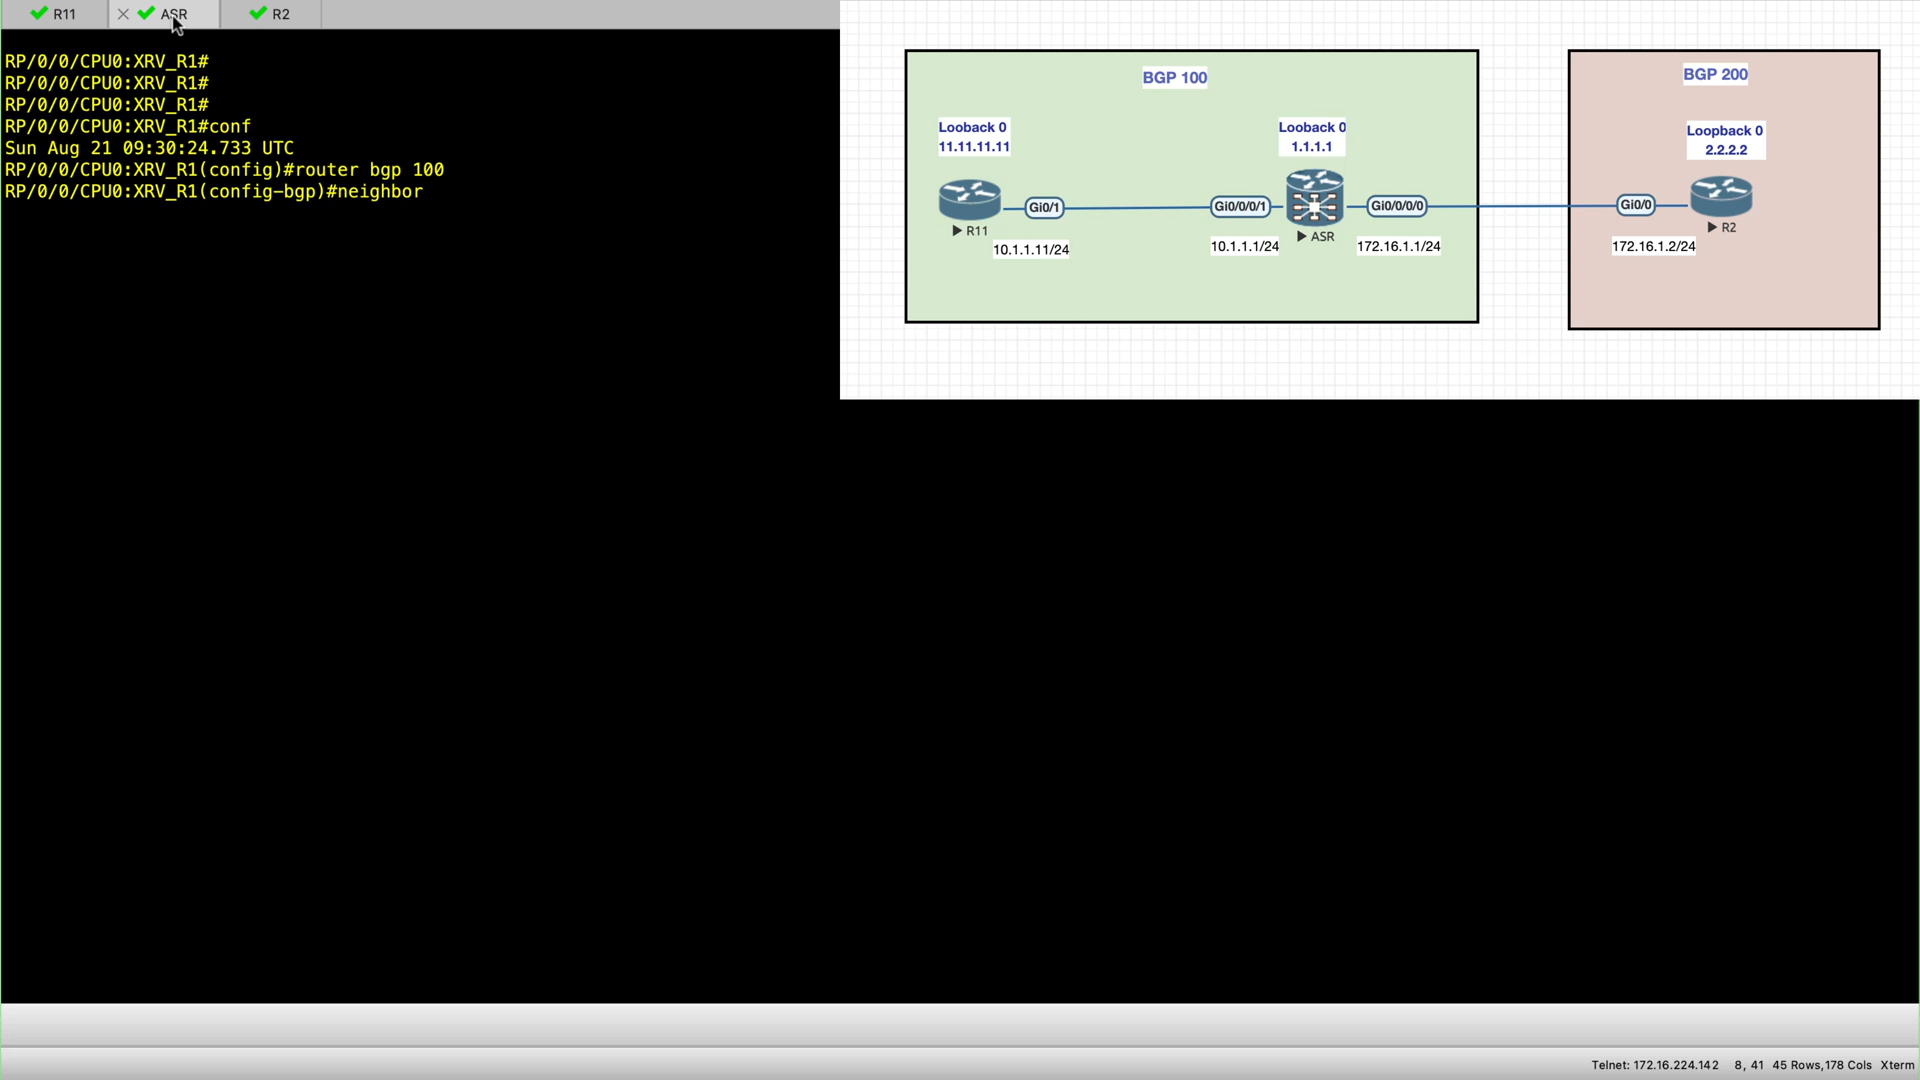 R11
ASR
R2
RP/0/0/CPU0:XRV_R1#
RP/0/0/CPU0:XRV_R1#
RP/0/0/CPU0:XRV_R1#
RP/0/0/CPU0:XRV_R1#conf
Sun Aug 21 09:30:24.733 UTC
RP/0/0/CPU0:XRV_R1(config)#router bgp 100
RP/0/0/CPU0:XRV_R1(config-bgp)#neighbor
BGP 100
Looback 0
11.11.11.11
Looback 0
1.1.1.1
Gi0/1
Gi0/0/0/1
Gi0/0/0/0
R11
ASR
10.1.1.11/24
10.1.1.1/24
172.16.1.1/24
BGP 200
Loopback 0
2.2.2.2
Gi0/0
R2
172.16.1.2/24
Telnet: 172.16.224.142 8, 41 45 Rows,178 Cols Xterm